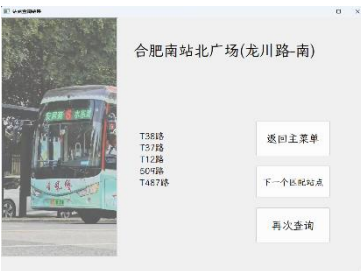 合肥南站北广场(龙川路-南)
T38路
T37路
T12路
509路
T487路
返回主菜单
下一个匹配站点
再次查询